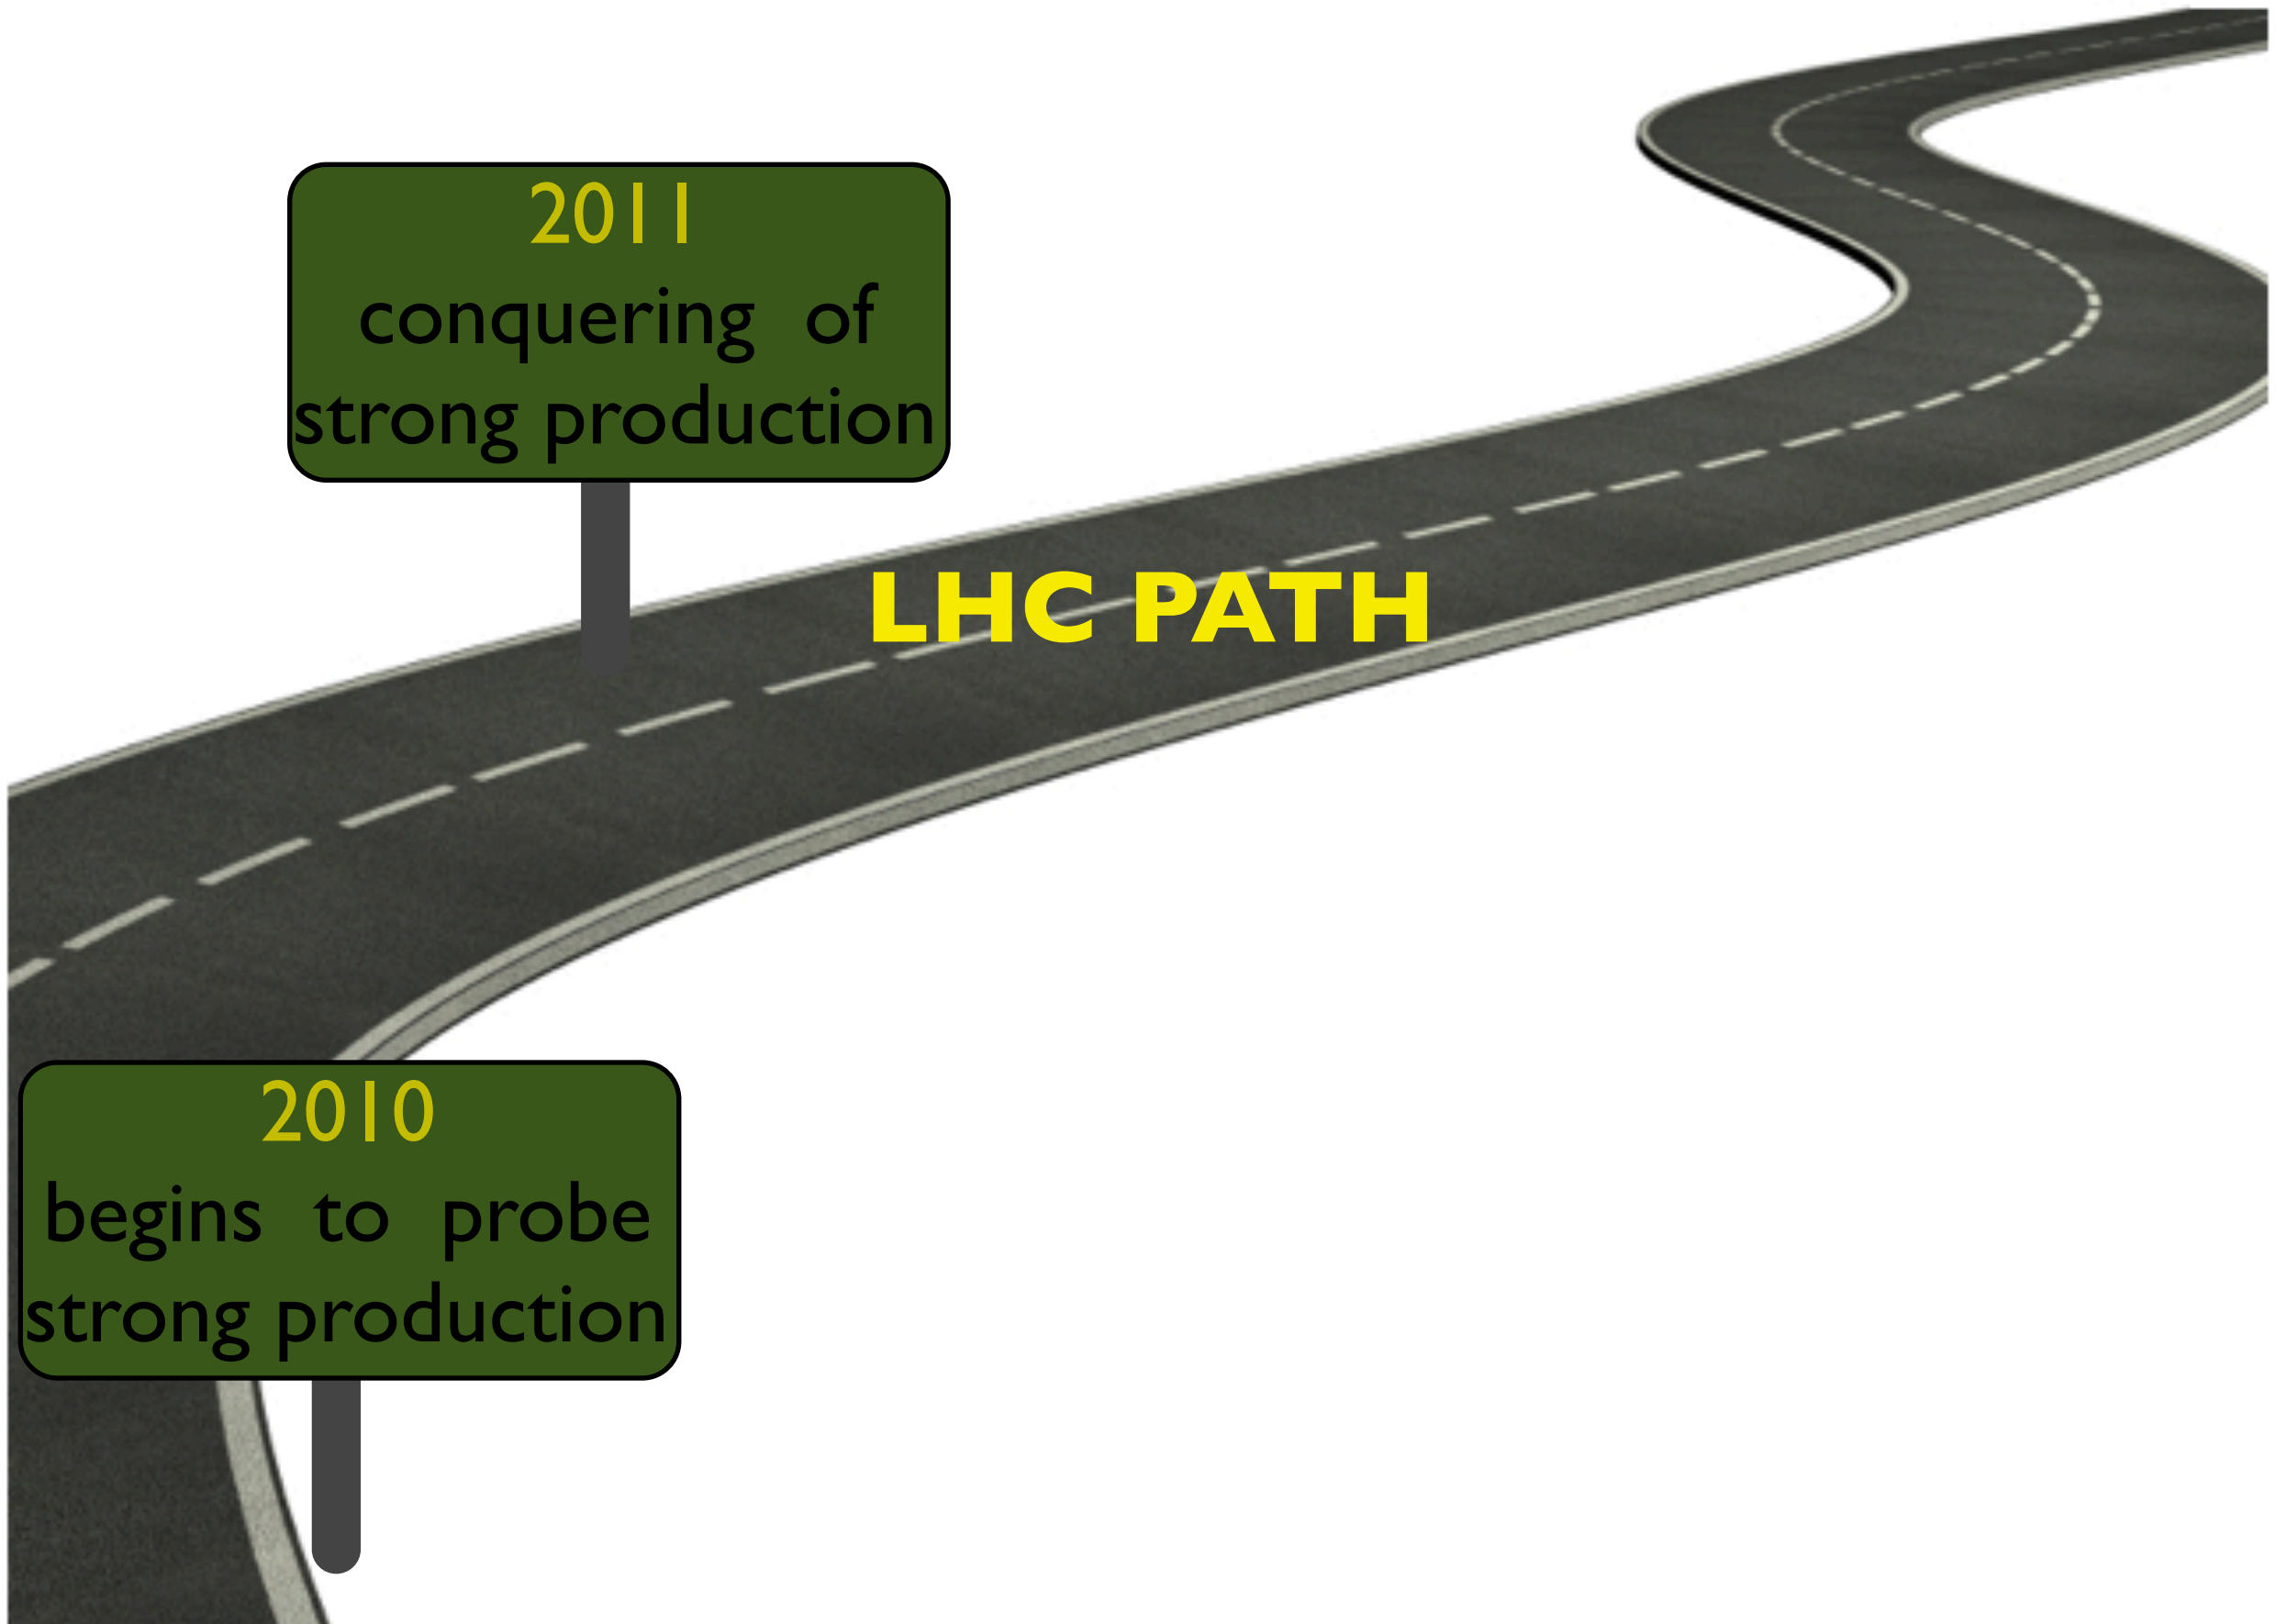 2011
conquering of
strong production
LHC PATH
2010
begins to probe
strong production